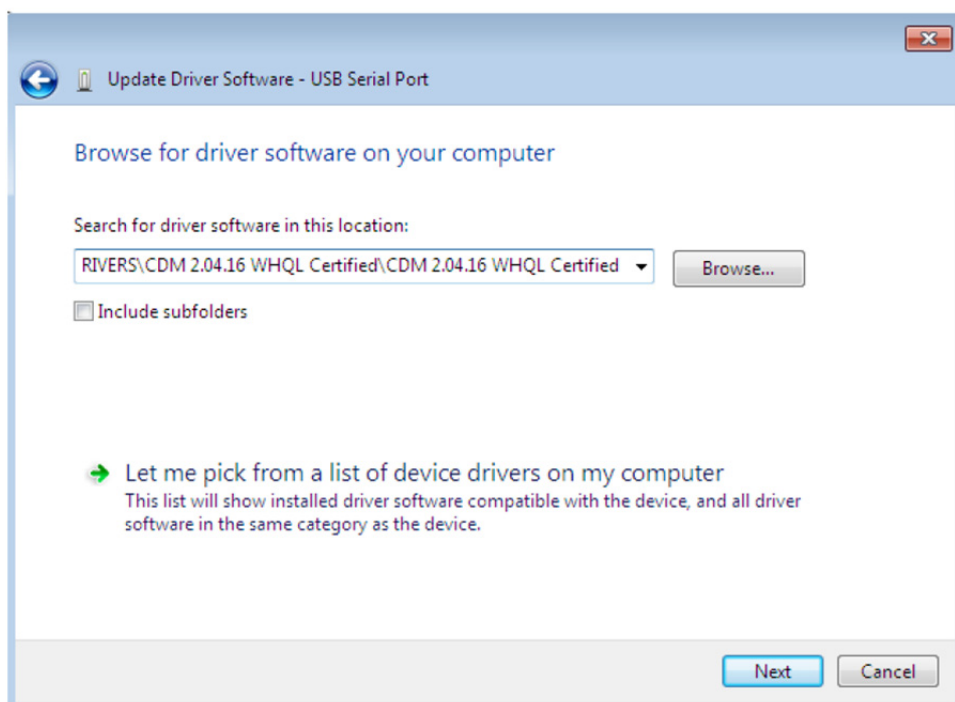 Update Driver Software - USB Serial Port
Browse for driver software on your computer
Search for driver software in this location:
RIVERS\CDM 2.04.16 WHQL Certified\CDM 2.04.16 WHQL Certified
Browse...
Include subfolders
Let me pick from a list of device drivers on my computer
This list will show installed driver software compatible with the device, and all driver
software in the same category as the device.
Next
Cancel